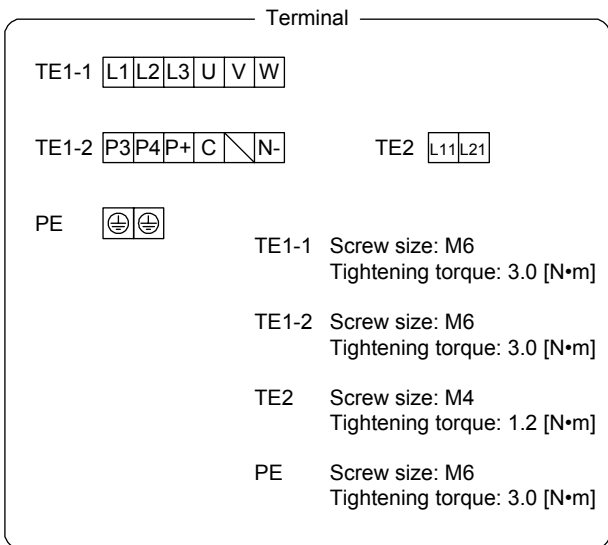 Terminal
TE1-1 L1 L2 L3 U V W
TE1-2 P3 P4 P+ C N- TE2 L11 L21
PE
TE1-1 Screw size: M6
Tightening torque: 3.0 [N•m]
TE1-2 Screw size: M6
Tightening torque: 3.0 [N•m]
TE2 Screw size: M4
Tightening torque: 1.2 [N•m]
PE Screw size: M6
Tightening torque: 3.0 [N•m]